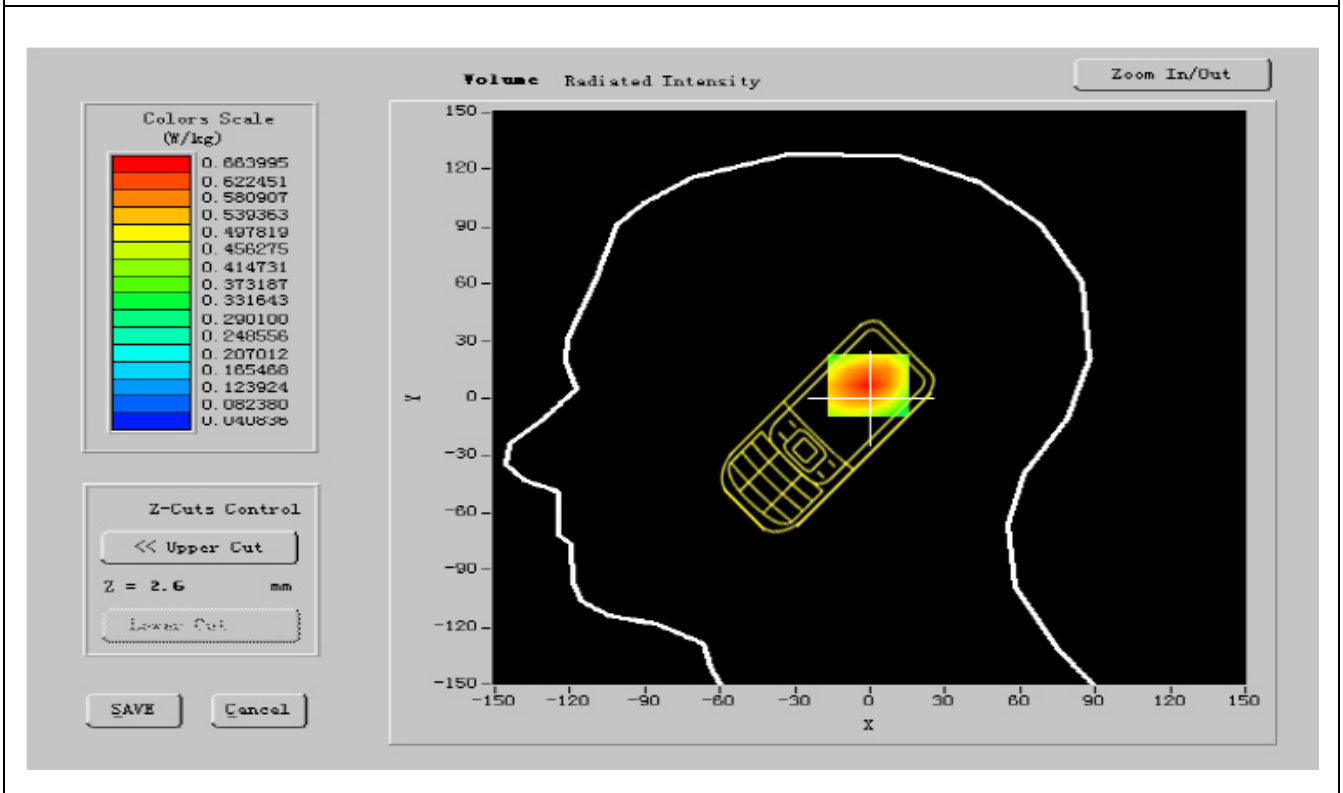 Volume Radiated Intensity
Zoom In/Out
Colors Scale
(W/kg)
0.663995
0.622451
0.580907
0.539363
0.497819
0.456275
0.414731
0.373187
0.331643
0.290100
0.248556
0.207012
0.165468
0.123924
0.082380
0.040836
Z-Cuts Control
<< Upper Cut
Z = 2.6 mm
Lower Cut
SAVE Cancel
150
120
90
60
30
0
-30
-60
-90
-120
-150
Y
-150 -120 -90 -60 -30 0 30 60 90 120 150
X